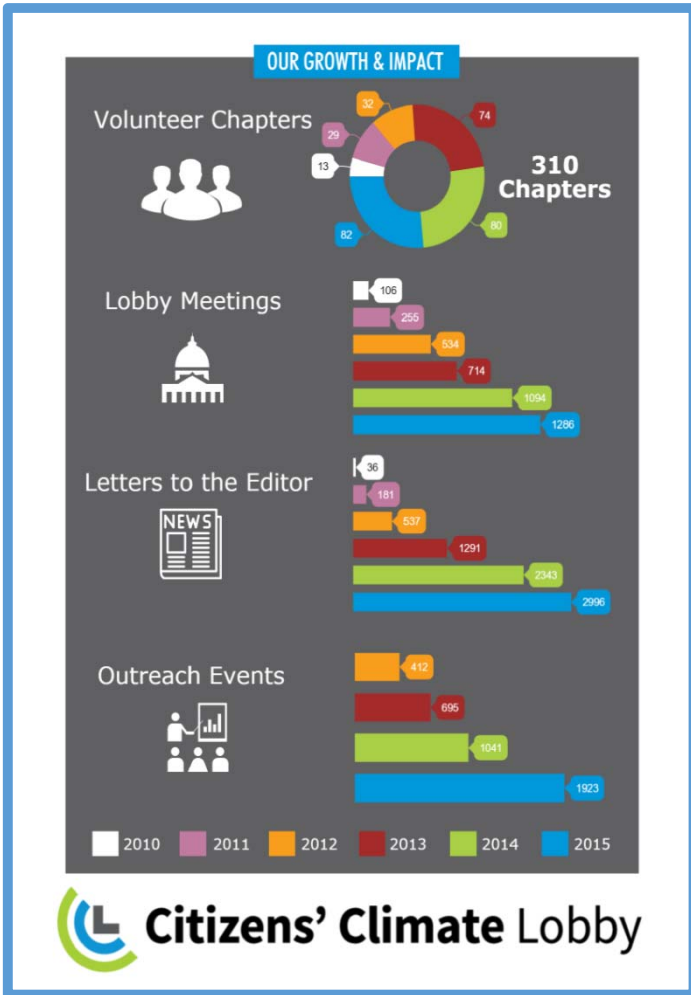 OUR GROWTH & IMPACT
Volunteer Chapters
32
74
29
13
82
80
310
Chapters
Lobby Meetings
106
255
534
714
1094
1286
Letters to the Editor
NEWS
36
181
537
1291
2343
2996
Outreach Events
412
695
1041
1923
2010 2011 2012 2013 2014 2015
Citizens’ Climate Lobby